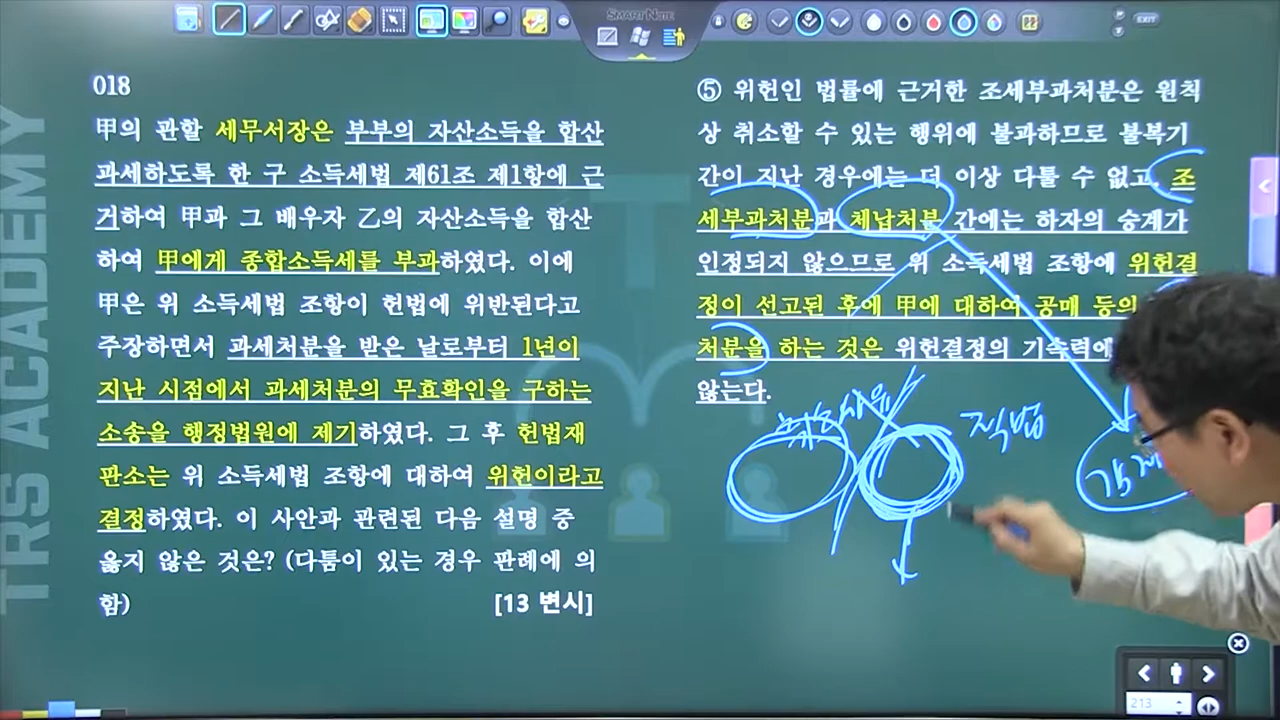 SMART NOTE
EXIT
018
甲의 관할 세무서장은 부부의 자산소득을 합산
과세하도록 한 구 소득세법 제61조 제1항에 근
거하여 甲과 그 배우자 乙의 자산소득을 합산
하여 甲에게 종합소득세를 부과하였다. 이에
甲은 위 소득세법 조항이 헌법에 위반된다고
주장하면서 과세처분을 받은 날로부터 1년이
지난 시점에서 과세처분의 무효확인을 구하는
소송을 행정법원에 제기하였다. 그 후 헌법재
판소는 위 소득세법 조항에 대하여 위헌이라고
결정하였다. 이 사안과 관련된 다음 설명 중
옳지 않은 것은? (다툼이 있는 경우 판례에 의
함) [13 변시]
⑤ 위헌인 법률에 근거한 조세부과처분은 원칙
상 취소할 수 있는 행위에 불과하므로 불복기
간이 지난 경우에는 더 이상 다툴 수 없고, 조
세부과처분과 체납처분 간에는 하자의 승계가
인정되지 않으므로 위 소득세법 조항에 위헌결
정이 선고된 후에 甲에 대하여 공매 등의
처분을 하는 것은 위헌결정의 기속력에
않는다.
적법
TRS ACADEMY
213